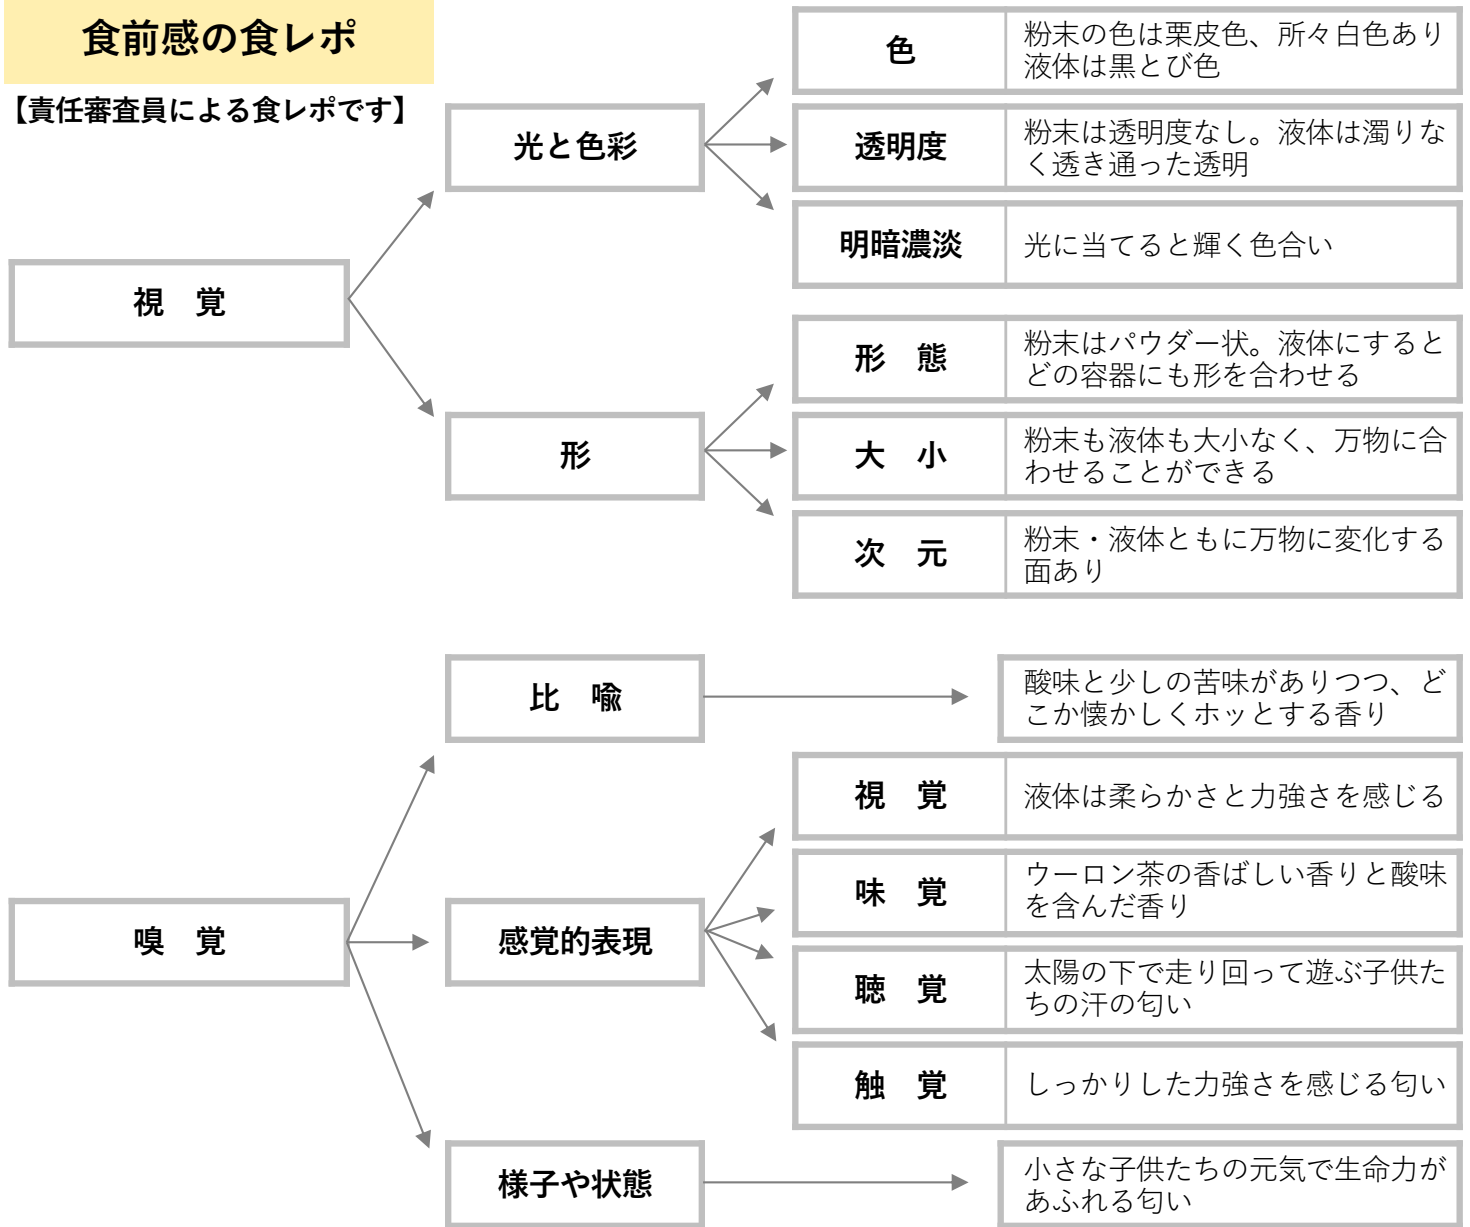 食前感の食レポ
【責任審査員による食レポです】
視　覚
光と色彩
色
粉末の色は栗皮色、所々白色あり
液体は黒とび色
透明度
粉末は透明度なし。液体は濁りな
く透き通った透明
明暗濃淡
光に当てると輝く色合い
形
形　態
粉末はパウダー状。液体にすると
どの容器にも形を合わせる
大　小
粉末も液体も大小なく、万物に合
わせることができる
次　元
粉末・液体ともに万物に変化する
面あり
嗅　覚
比　喩
酸味と少しの苦味がありつつ、ど
こか懐かしくホッとする香り
感覚的表現
視　覚
液体は柔らかさと力強さを感じる
味　覚
ウーロン茶の香ばしい香りと酸味
を含んだ香り
聴　覚
太陽の下で走り回って遊ぶ子供た
ちの汗の匂い
触　覚
しっかりした力強さを感じる匂い
様子や状態
小さな子供たちの元気で生命力が
あふれる匂い